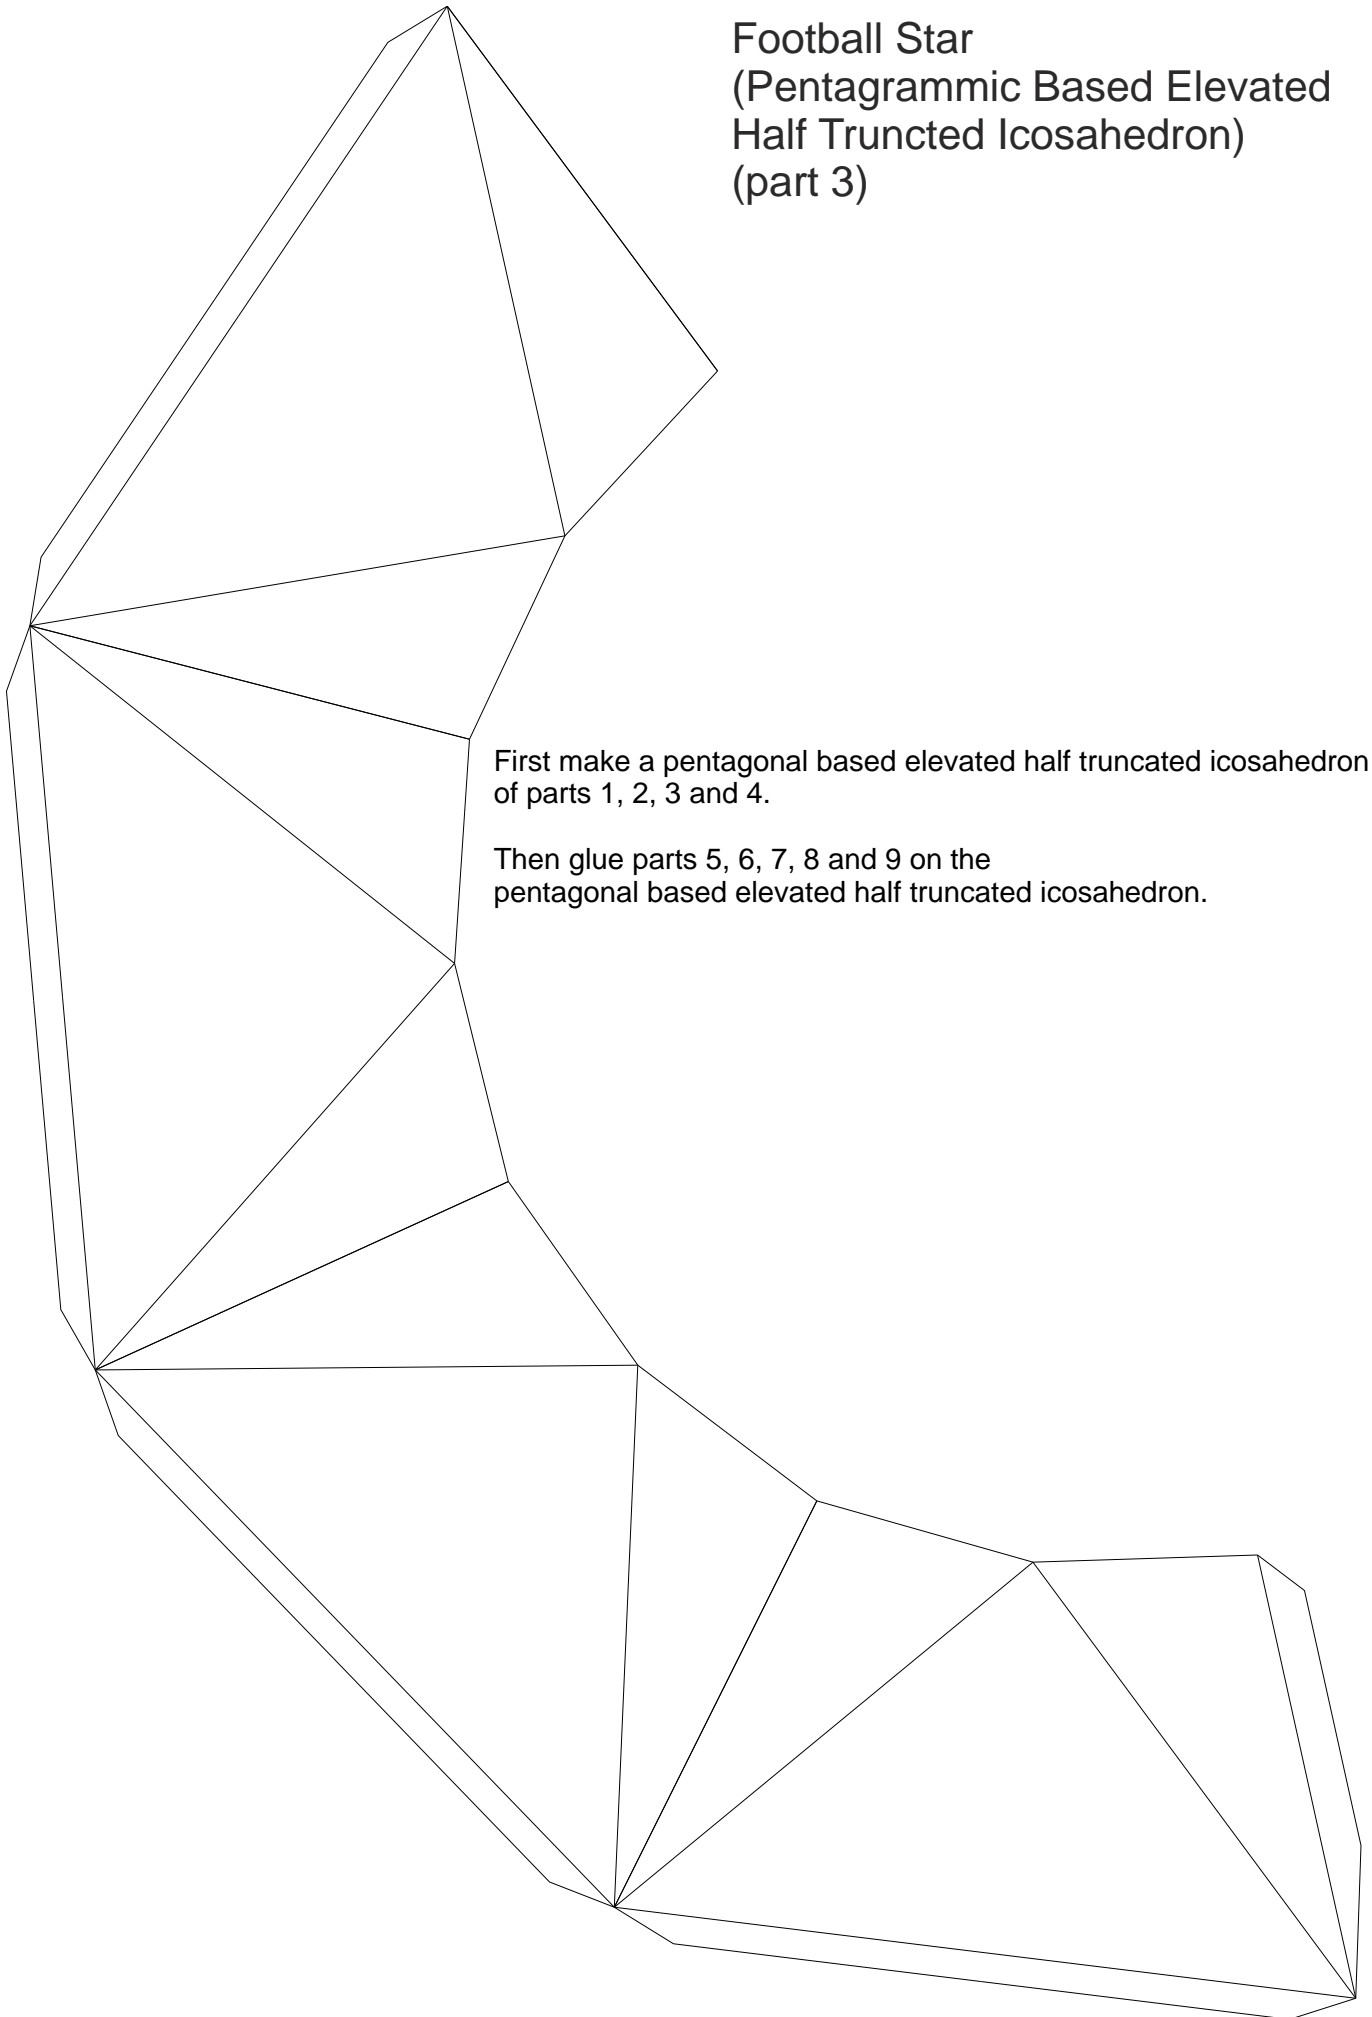 Football Star
(Pentagrammic Based Elevated
Half Truncted Icosahedron)
(part 3)
First make a pentagonal based elevated half truncated icosahedron
of parts 1, 2, 3 and 4.
Then glue parts 5, 6, 7, 8 and 9 on the
pentagonal based elevated half truncated icosahedron.